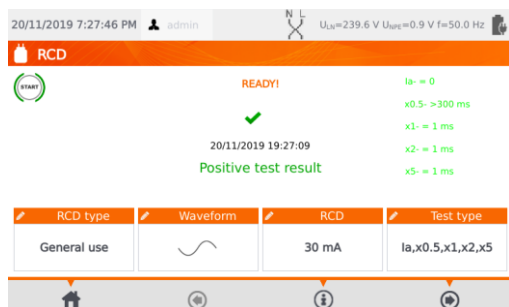 20/11/2019 7:27:46 PM admin N L U_LN=239.6 V U_NPE=0.9 V f=50.0 Hz
RCD
START
READY!
20/11/2019 19:27:09
Positive test result
Ia- = 0
x0.5- >300 ms
x1- = 1 ms
x2- = 1 ms
x5- = 1 ms
RCD type Waveform RCD Test type
General use 30 mA Ia,x0.5,x1,x2,x5